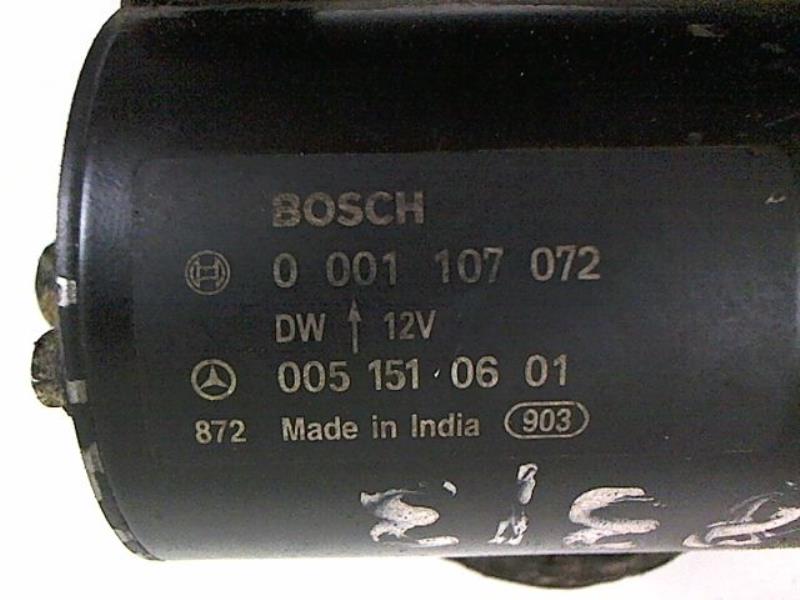 BOSCH
0 001 107 072
DW ↑ 12V
005 151 06 01
872 Made in India 903